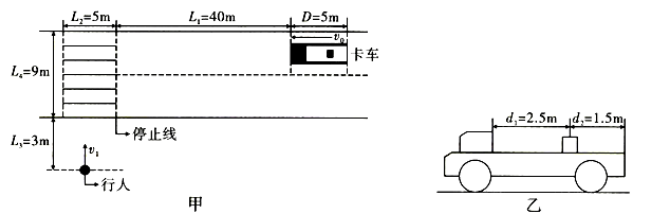 L₂=5m
L₁=40m
D=5m
v₀
卡车
L₄=9m
停止线
L₃=3m
v₁
行人
甲
d₁=2.5m
d₂=1.5m
乙